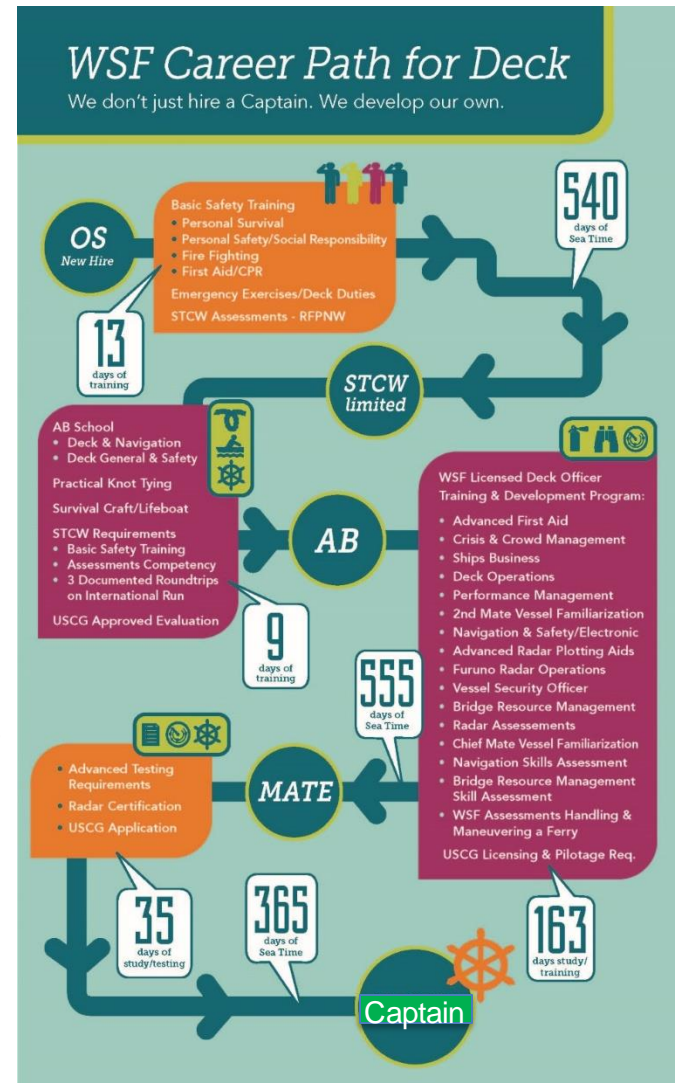 WSF Career Path for Deck
We don't just hire a Captain. We develop our own.
OS
New Hire
Basic Safety Training
• Personal Survival
• Personal Safety/Social Responsibility
• Fire Fighting
• First Aid/CPR
Emergency Exercises/Deck Duties
STCW Assessments - RFPNW
13
days of
training
540
days of
Sea Time
STCW
limited
AB School
• Deck & Navigation
• Deck General & Safety
Practical Knot Tying
Survival Craft/Lifeboat
STCW Requirements
• Basic Safety Training
• Assessments Competency
• 3 Documented Roundtrips
on International Run
USCG Approved Evaluation
9
days of
training
AB
WSF Licensed Deck Officer
Training & Development Program:
• Advanced First Aid
• Crisis & Crowd Management
• Ships Business
• Deck Operations
• Performance Management
• 2nd Mate Vessel Familiarization
• Navigation & Safety/Electronic
• Advanced Radar Plotting Aids
• Furuno Radar Operations
• Vessel Security Officer
• Bridge Resource Management
• Radar Assessements
• Chief Mate Vessel Familiarization
• Navigation Skills Assessment
• Bridge Resource Management
Skill Assessment
• WSF Assessments Handling &
Maneuvering a Ferry
USCG Licensing & Pilotage Req.
163
days study/
training
555
days of
Sea Time
MATE
• Advanced Testing
Requirements
• Radar Certification
• USCG Application
35
days of
study/testing
365
days of
Sea Time
Captain